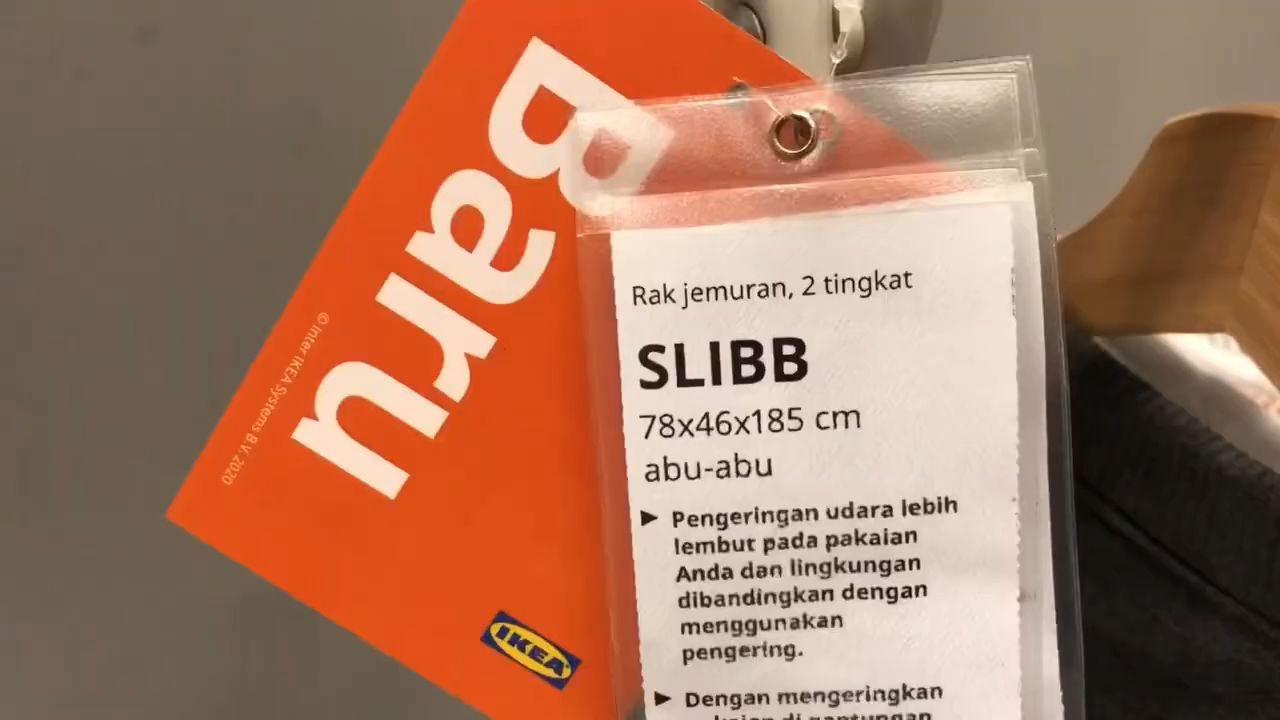 Baru
© Inter IKEA Systems B.V. 2020
IKEA
Rak jemuran, 2 tingkat
SLIBB
78x46x185 cm
abu-abu
► Pengeringan udara lebih
lembut pada pakaian
Anda dan lingkungan
dibandingkan dengan
menggunakan
pengering.
► Dengan mengeringkan